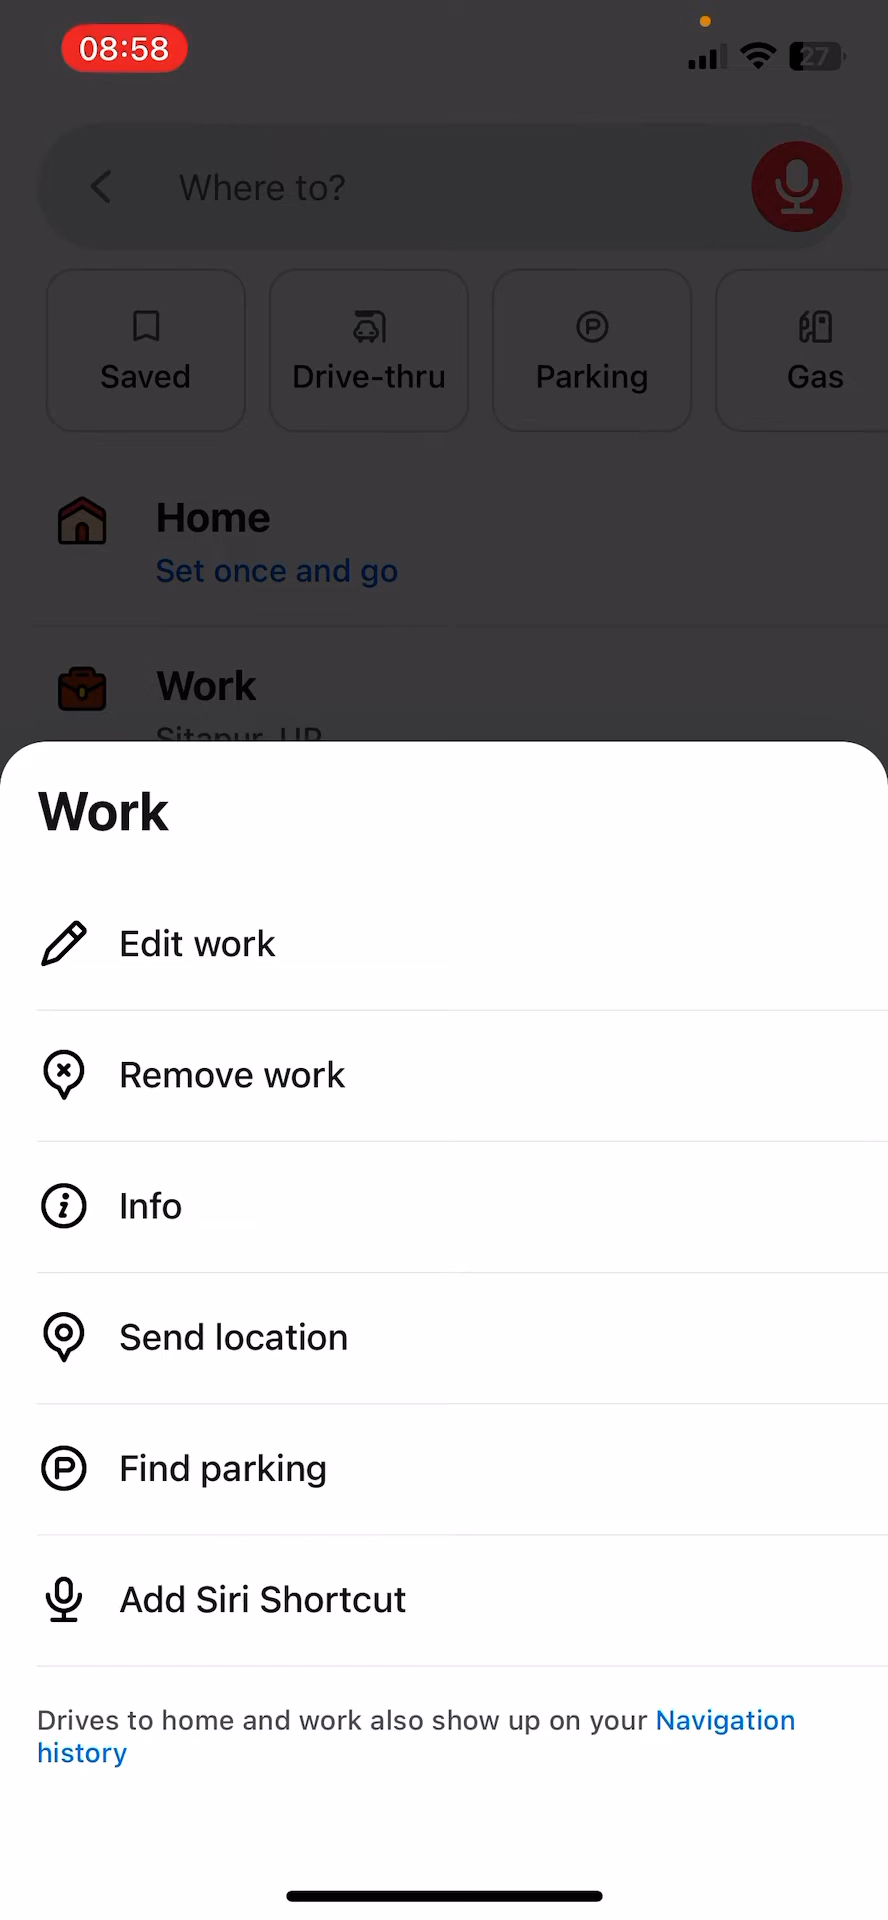 08:58
27
Where to?
Saved
Drive-thru
Parking
Gas
Home
Set once and go
Work
Sitapur, UP
Work
Edit work
Remove work
Info
Send location
Find parking
Add Siri Shortcut
Drives to home and work also show up on your Navigation
history